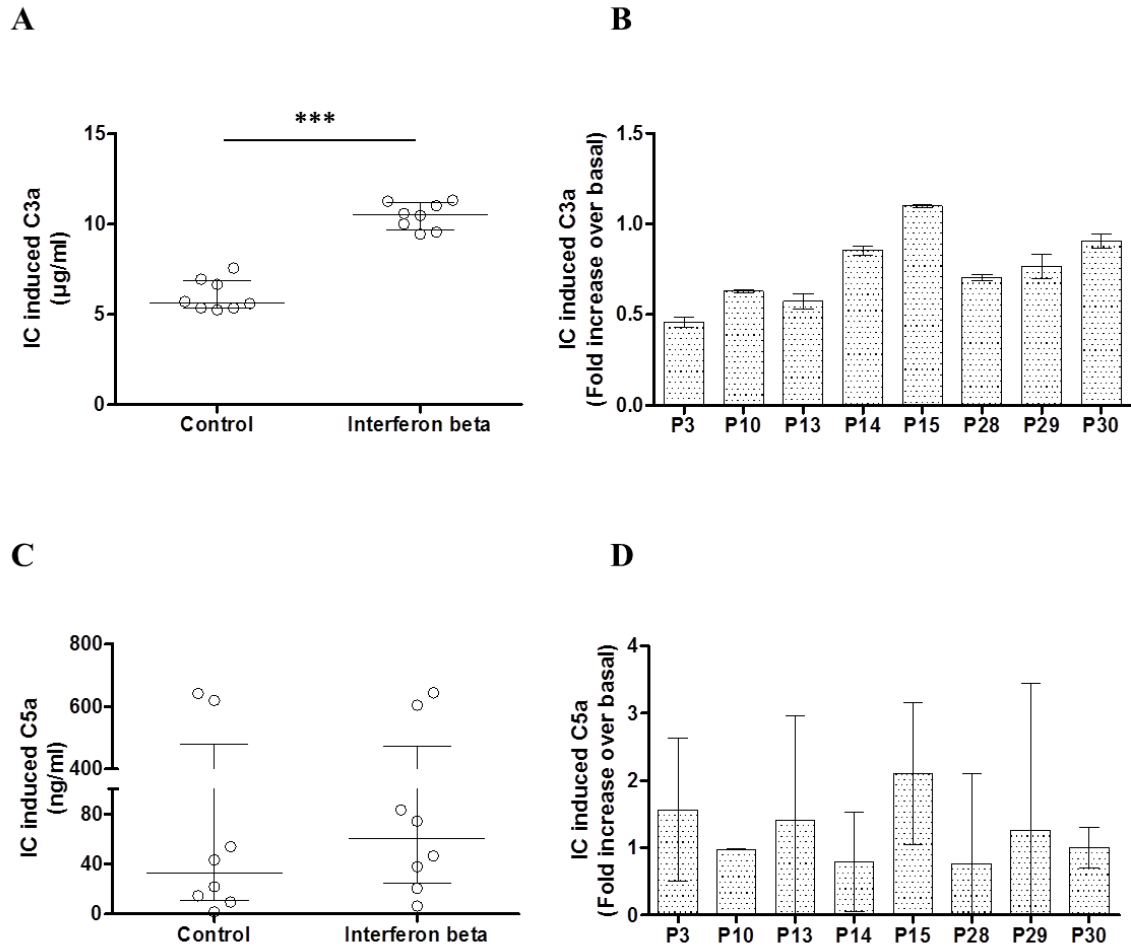 A
B
***
IC induced C3a
(µg/ml)
15
10
5
0
Control Interferon beta
IC induced C3a
(Fold increase over basal)
1.5
1.0
0.5
0.0
P3 P10 P13 P14 P15 P28 P29 P30
C
D
IC induced C5a
(ng/ml)
800
600
400
80
40
0
Control Interferon beta
IC induced C5a
(Fold increase over basal)
4
3
2
1
0
P3 P10 P13 P14 P15 P28 P29 P30